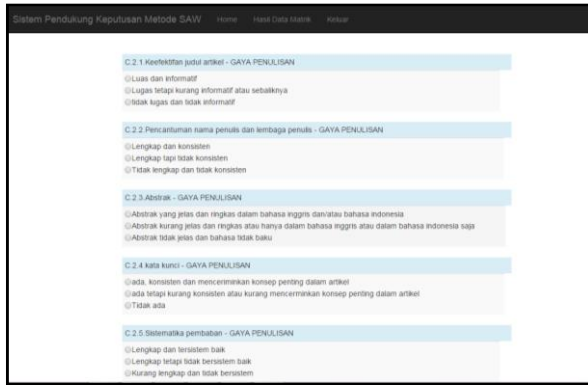 Sistem Pendukung Keputusan Metode SAW Home Hasil Data Matrik Keluar
C.2.1.Keefektifan judul artikel - GAYA PENULISAN
Luas dan informatif
Lugas tetapi kurang informatif atau sebaliknya
tidak lugas dan tidak informatif
C.2.2.Pencantuman nama penulis dan lembaga penulis - GAYA PENULISAN
Lengkap dan konsisten
Lengkap tapi tidak konsisten
Tidak lengkap dan tidak konsisten
C.2.3.Abstrak - GAYA PENULISAN
Abstrak yang jelas dan ringkas dalam bahasa inggris dan/atau bahasa indonesia
Abstrak kurang jelas dan ringkas atau hanya dalam bahasa inggris atau dalam bahasa indonesia saja
Abstrak tidak jelas dan bahasa tidak baku
C.2.4.kata kunci - GAYA PENULISAN
ada, konsisten dan menceriminkan konsep penting dalam artikel
ada tetapi kurang konsisten atau kurang mencerminkan konsep penting dalam artikel
Tidak ada
C.2.5.Sistematika pembaban - GAYA PENULISAN
Lengkap dan tersistem baik
Lengkap tetapi tidak bersistem baik
Kurang lengkap dan tidak bersistem